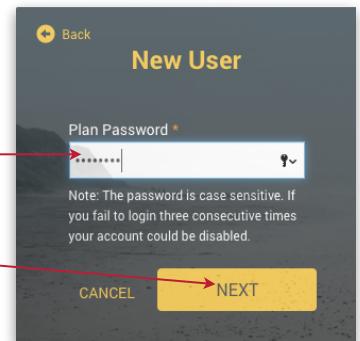 Back
New User
Plan Password *
••••••••
Note: The password is case sensitive. If
you fail to login three consecutive times
your account could be disabled.
CANCEL
NEXT